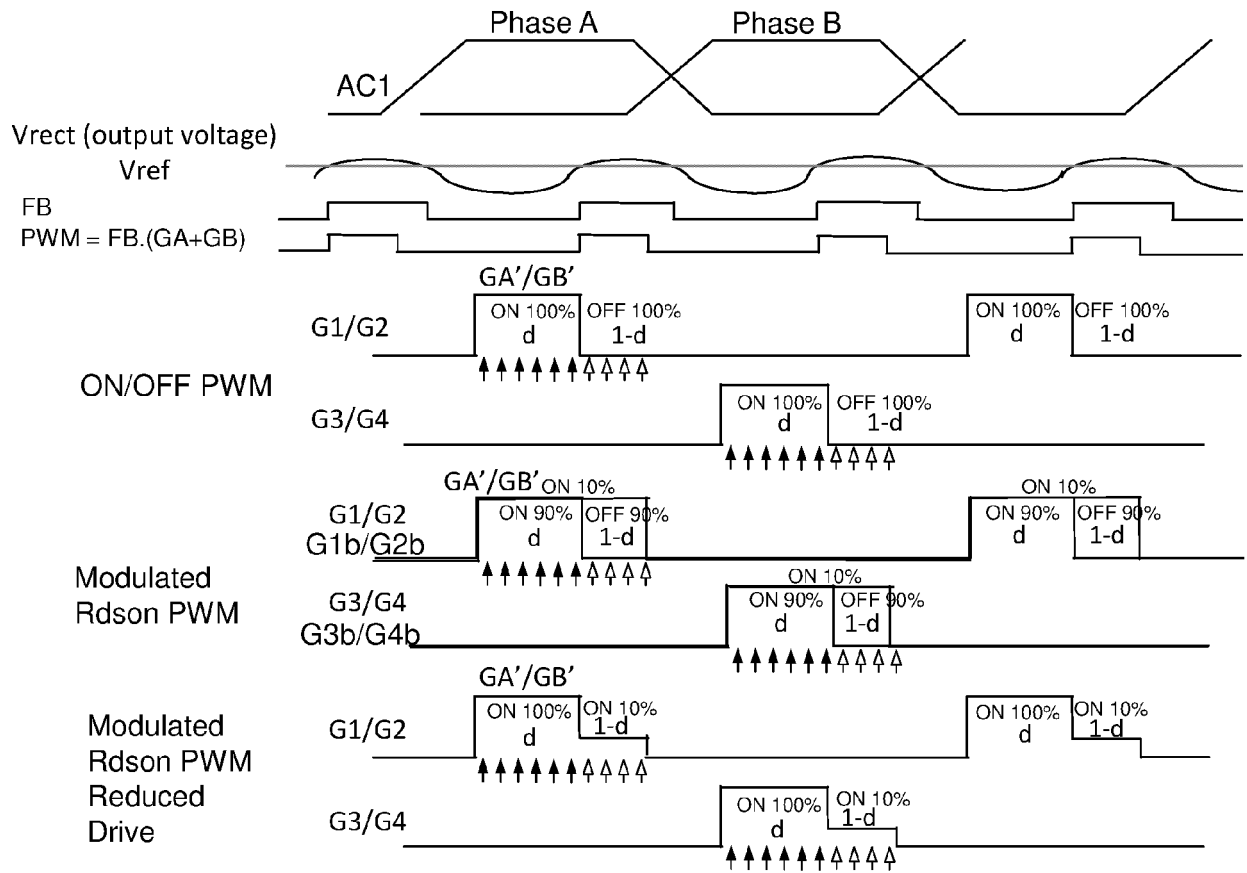 Phase A
Phase B
AC1
Vrect (output voltage)
Vref
FB
PWM = FB.(GA+GB)
GA'/GB'
ON 100%
OFF 100%
ON 100%
OFF 100%
G1/G2
d
1-d
d
1-d
ON/OFF PWM
ON 100%
OFF 100%
G3/G4
d
1-d
GA'/GB'
ON 10%
ON 10%
G1/G2
ON 90%
OFF 90%
ON 90%
OFF 90%
G1b/G2b
d
1-d
d
1-d
Modulated
Rdson PWM
ON 10%
G3/G4
ON 90%
OFF 90%
G3b/G4b
d
1-d
GA'/GB'
Modulated
Rdson PWM
Reduced
Drive
G1/G2
ON 100%
ON 10%
ON 100%
ON 10%
d
1-d
d
1-d
G3/G4
ON 100%
ON 10%
d
1-d